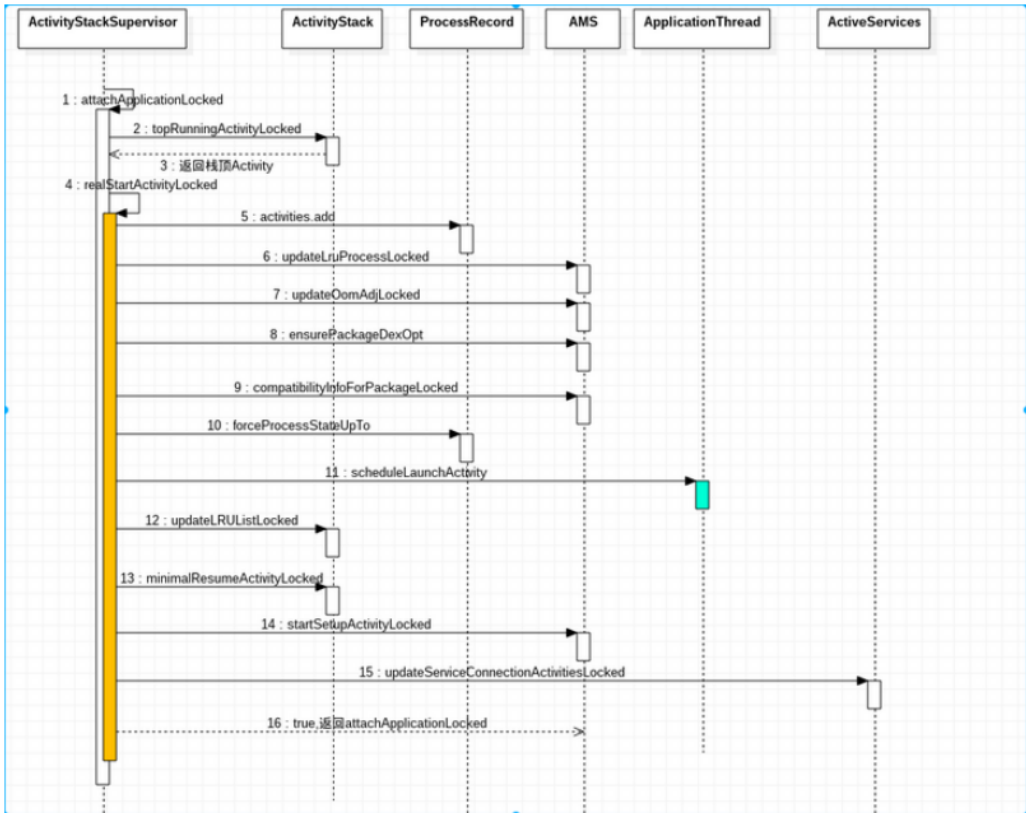 ActivityStackSupervisor
ActivityStack
ProcessRecord
AMS
ApplicationThread
ActiveServices
1 : attachApplicationLocked
2 : topRunningActivityLocked
3 : 返回栈顶Activity
4 : realStartActivityLocked
5 : activities.add
6 : updateLruProcessLocked
7 : updateOomAdjLocked
8 : ensurePackageDexOpt
9 : compatibilityInfoForPackageLocked
10 : forceProcessStateUpTo
11 : scheduleLaunchActivity
12 : updateLRUListLocked
13 : minimalResumeActivityLocked
14 : startSetupActivityLocked
15 : updateServiceConnectionActivitiesLocked
16 : true,返回attachApplicationLocked